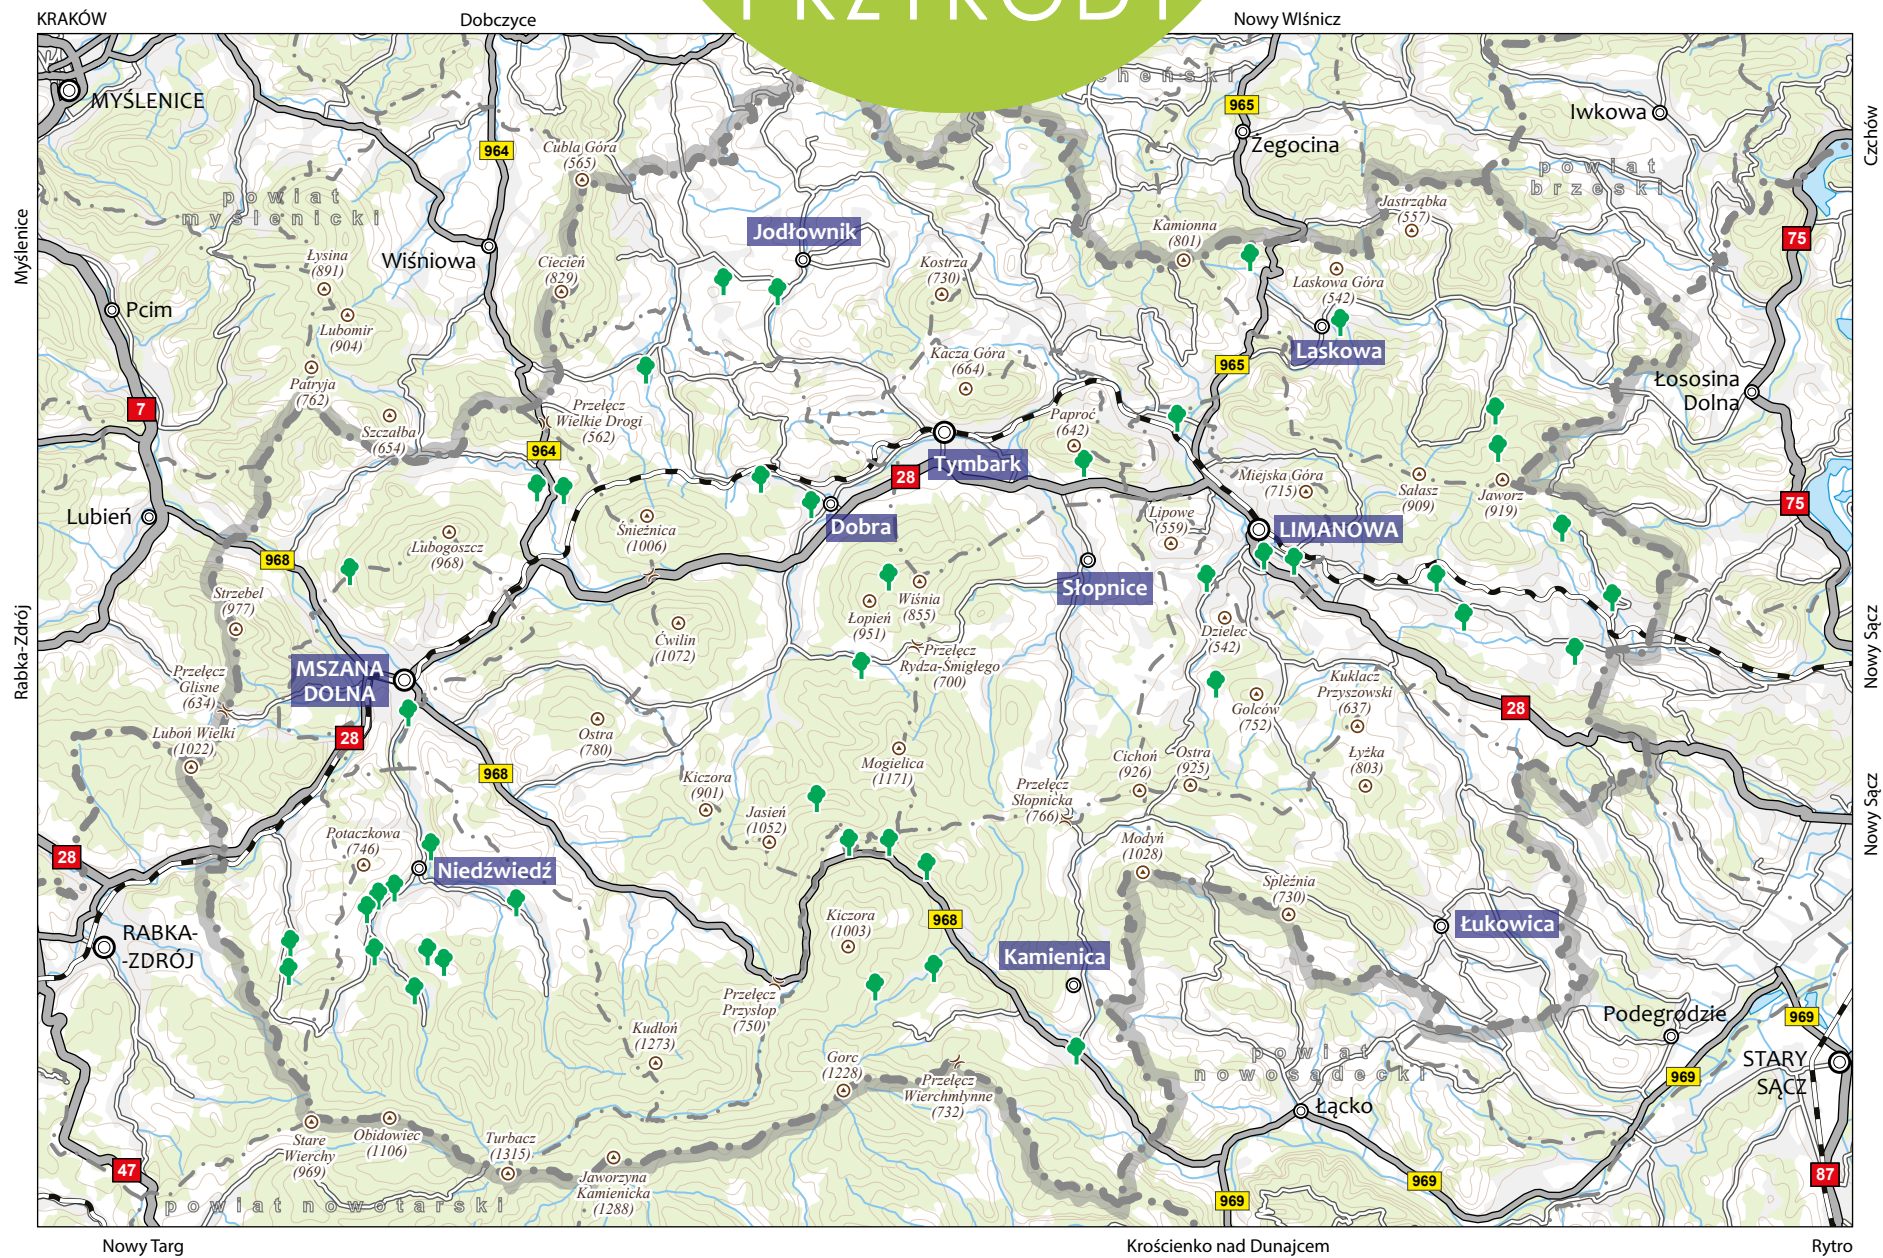 PRZYRODY
KRAKÓW
Dobczyce
Nowy WIśnicz
MYŚLENICE
965
Iwkowa
Czchów
964
Cubla Góra
(565)
Żegocina
powiat
brzeski
powiat
myślenicki
Myślenice
Jastrząbka
(557)
Jodłownik
Kamionna
(801)
75
Wiśniowa
Łysina
(891)
Ciecień
(829)
Kostrza
(730)
Laskowa Góra
(542)
Pcim
Lubomir
(904)
Laskowa
Kacza Góra
(664)
965
Patryja
(762)
Łososina
Dolna
7
Szczałba
(654)
Przełęcz
Wielkie Drogi
(562)
Paproć
(642)
964
Tymbark
28
Miejska Góra
(715)
Sałasz
(909)
Jaworz
(919)
75
Lubień
Śnieżnica
(1006)
Dobra
Lipowe
(559)
LIMANOWA
Lubogoszcz
(968)
968
Słopnice
Strzebel
(977)
Wiśnia
(855)
Łopień
(951)
Ćwilin
(1072)
Dzielec
(542)
Rabka-Zdrój
Nowy Sącz
Przełęcz
Rydza-Śmigłego
(700)
MSZANA
DOLNA
Przełęcz
Glisne
(634)
Kuklacz
Przyszowski
(637)
Golców
(752)
28
Luboń Wielki
(1022)
28
Ostra
(780)
Mogielica
(1171)
Cichoń
(926)
Ostra
(925)
Łyżka
(803)
968
Kiczora
(901)
Nowy Sącz
Przełęcz
Słopnicka
(766)
Jasień
(1052)
Potaczkowa
(746)
Modyń
(1028)
28
Niedźwiedź
Spleźnia
(730)
Kiczora
(1003)
968
Łukowica
RABKA-
-ZDRÓJ
Kamienica
Przełęcz
Przysłop
(750)
Podegrodzie
969
Kudłoń
(1273)
Gorc
(1228)
Przełęcz
Wierchmłynne
(732)
powiat
nowosądecki
STARY
SĄCZ
969
Łącko
Stare
Wierchy
(969)
Obidowiec
(1106)
Turbacz
(1315)
47
Jaworzyna
Kamienicka
(1288)
969
969
87
powiat nowotarski
Nowy Targ
Krościenko nad Dunajcem
Rytro